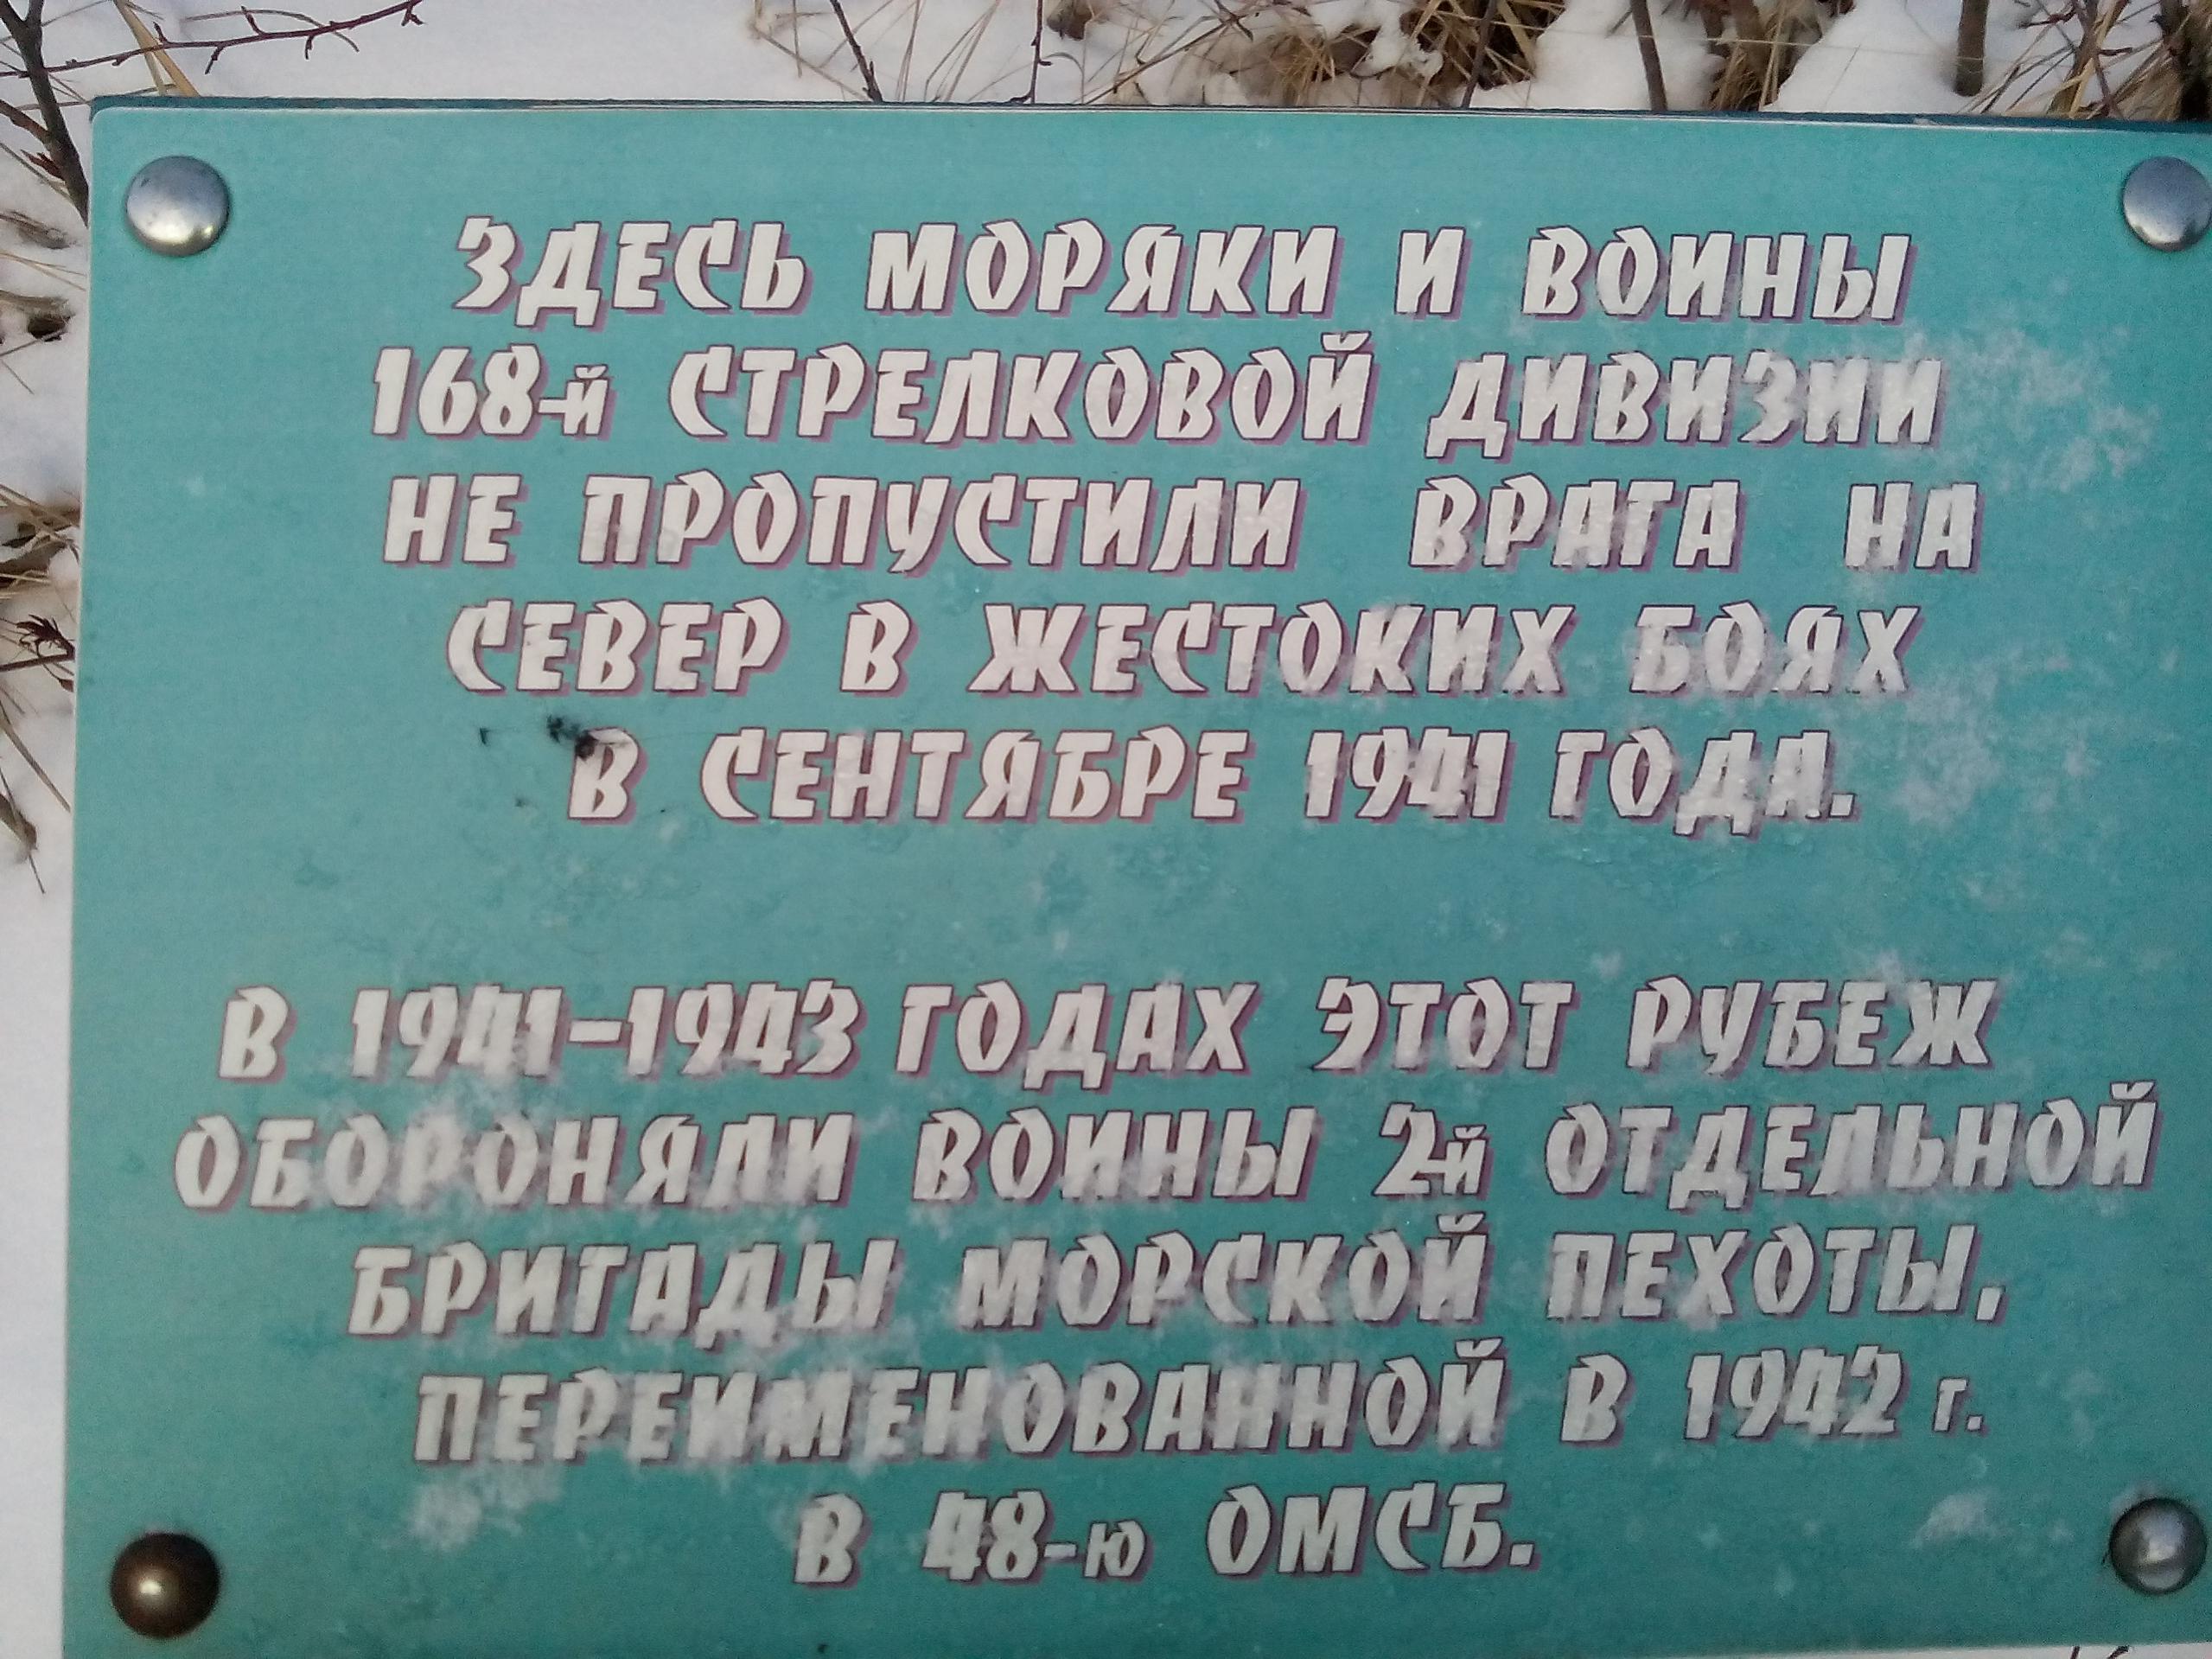 ЗДЕСЬ МОРЯКИ И ВОИНЫ
168-й СТРЕЛКОВОЙ ДИВИЗИИ
НЕ ПРОПУСТИЛИ ВРАГА НА
СЕВЕР В ЖЕСТОКИХ БОЯХ
В СЕНТЯБРЕ 1941 ГОДА.
В 1941-1943 ГОДАХ ЭТОТ РУБЕЖ
ОБОРОНЯЛИ ВОИНЫ 2-й ОТДЕЛЬНОЙ
БРИГАДЫ МОРСКОЙ ПЕХОТЫ,
ПЕРЕИМЕНОВАННОЙ В 1942 г.
В 48-ю ОМСБ.